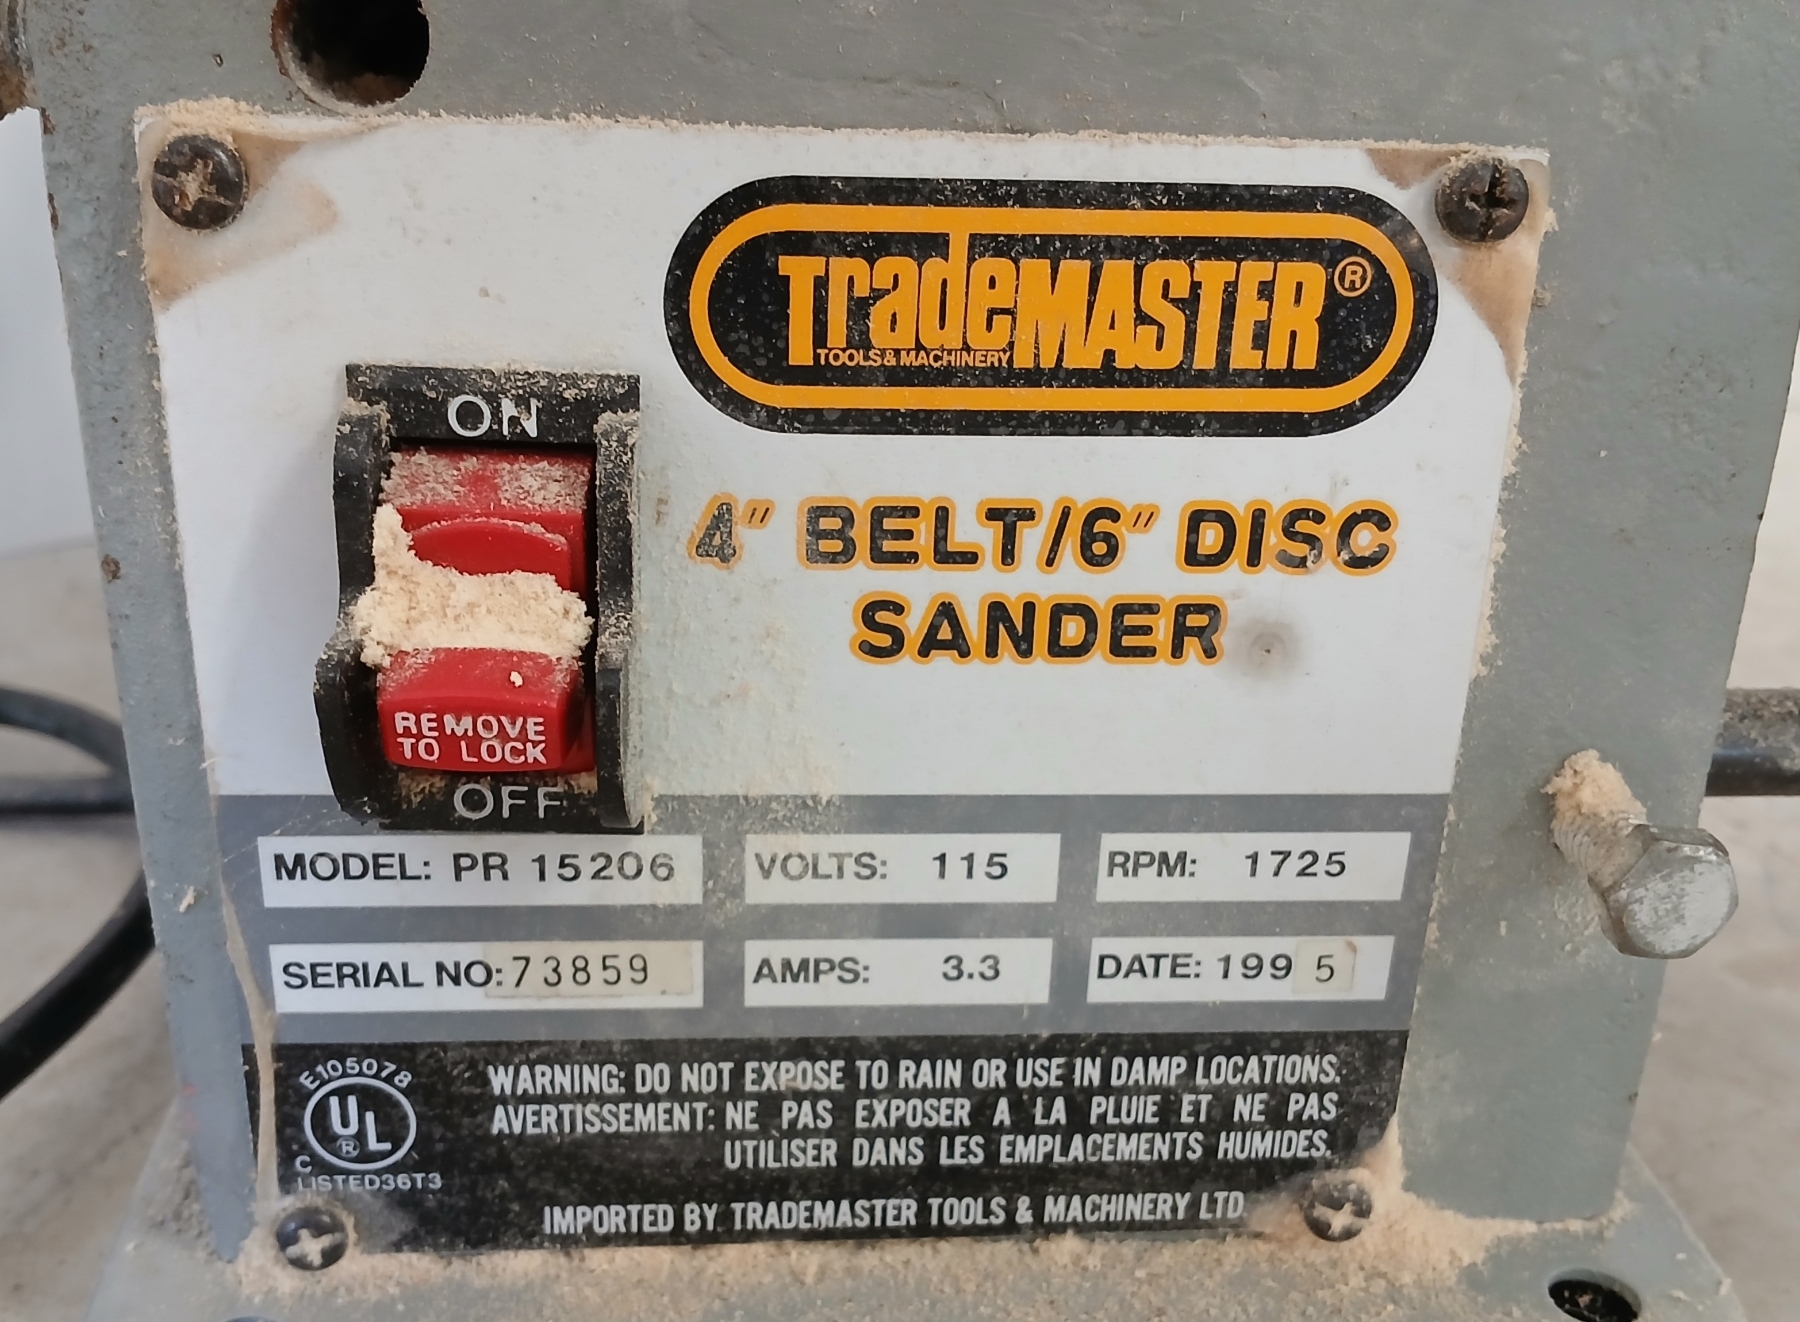 TradeMASTER®
TOOLS & MACHINERY
ON
4" BELT/6" DISC
SANDER
REMOVE
TO LOCK
OFF
MODEL: PR 15206
VOLTS: 115
RPM: 1725
SERIAL NO: 73859
AMPS: 3.3
DATE: 1995
E105078
UL
®
C
LISTED36T3
WARNING: DO NOT EXPOSE TO RAIN OR USE IN DAMP LOCATIONS.
AVERTISSEMENT: NE PAS EXPOSER A LA PLUIE ET NE PAS
UTILISER DANS LES EMPLACEMENTS HUMIDES.
IMPORTED BY TRADEMASTER TOOLS & MACHINERY LTD.